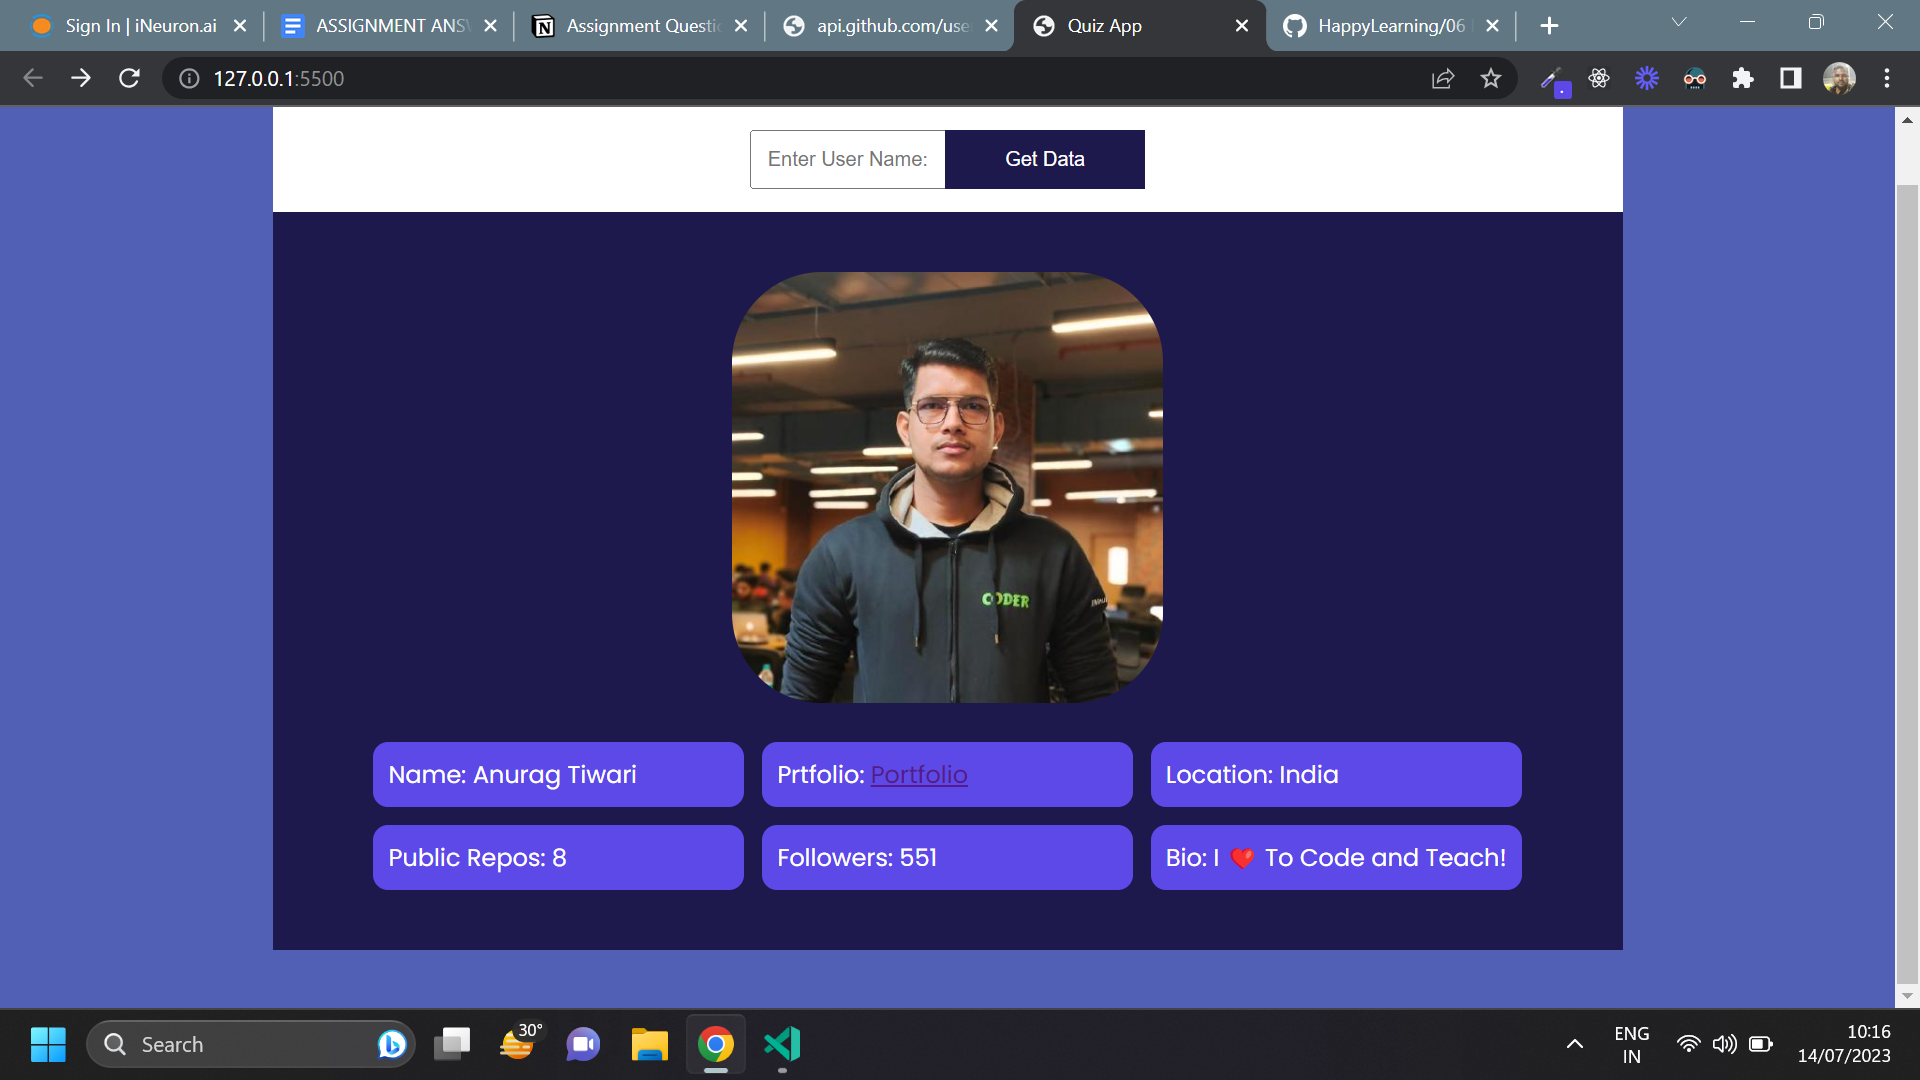 Sign In | iNeuron.ai
ASSIGNMENT ANSW
Assignment Questio
api.github.com/use
Quiz App
HappyLearning/06
127.0.0.1:5500
Enter User Name:
Get Data
CODER
Name: Anurag Tiwari
Prtfolio: Portfolio
Location: India
Public Repos: 8
Followers: 551
Bio: I ❤️ To Code and Teach!
Search
30°
ENG
IN
10:16
14/07/2023